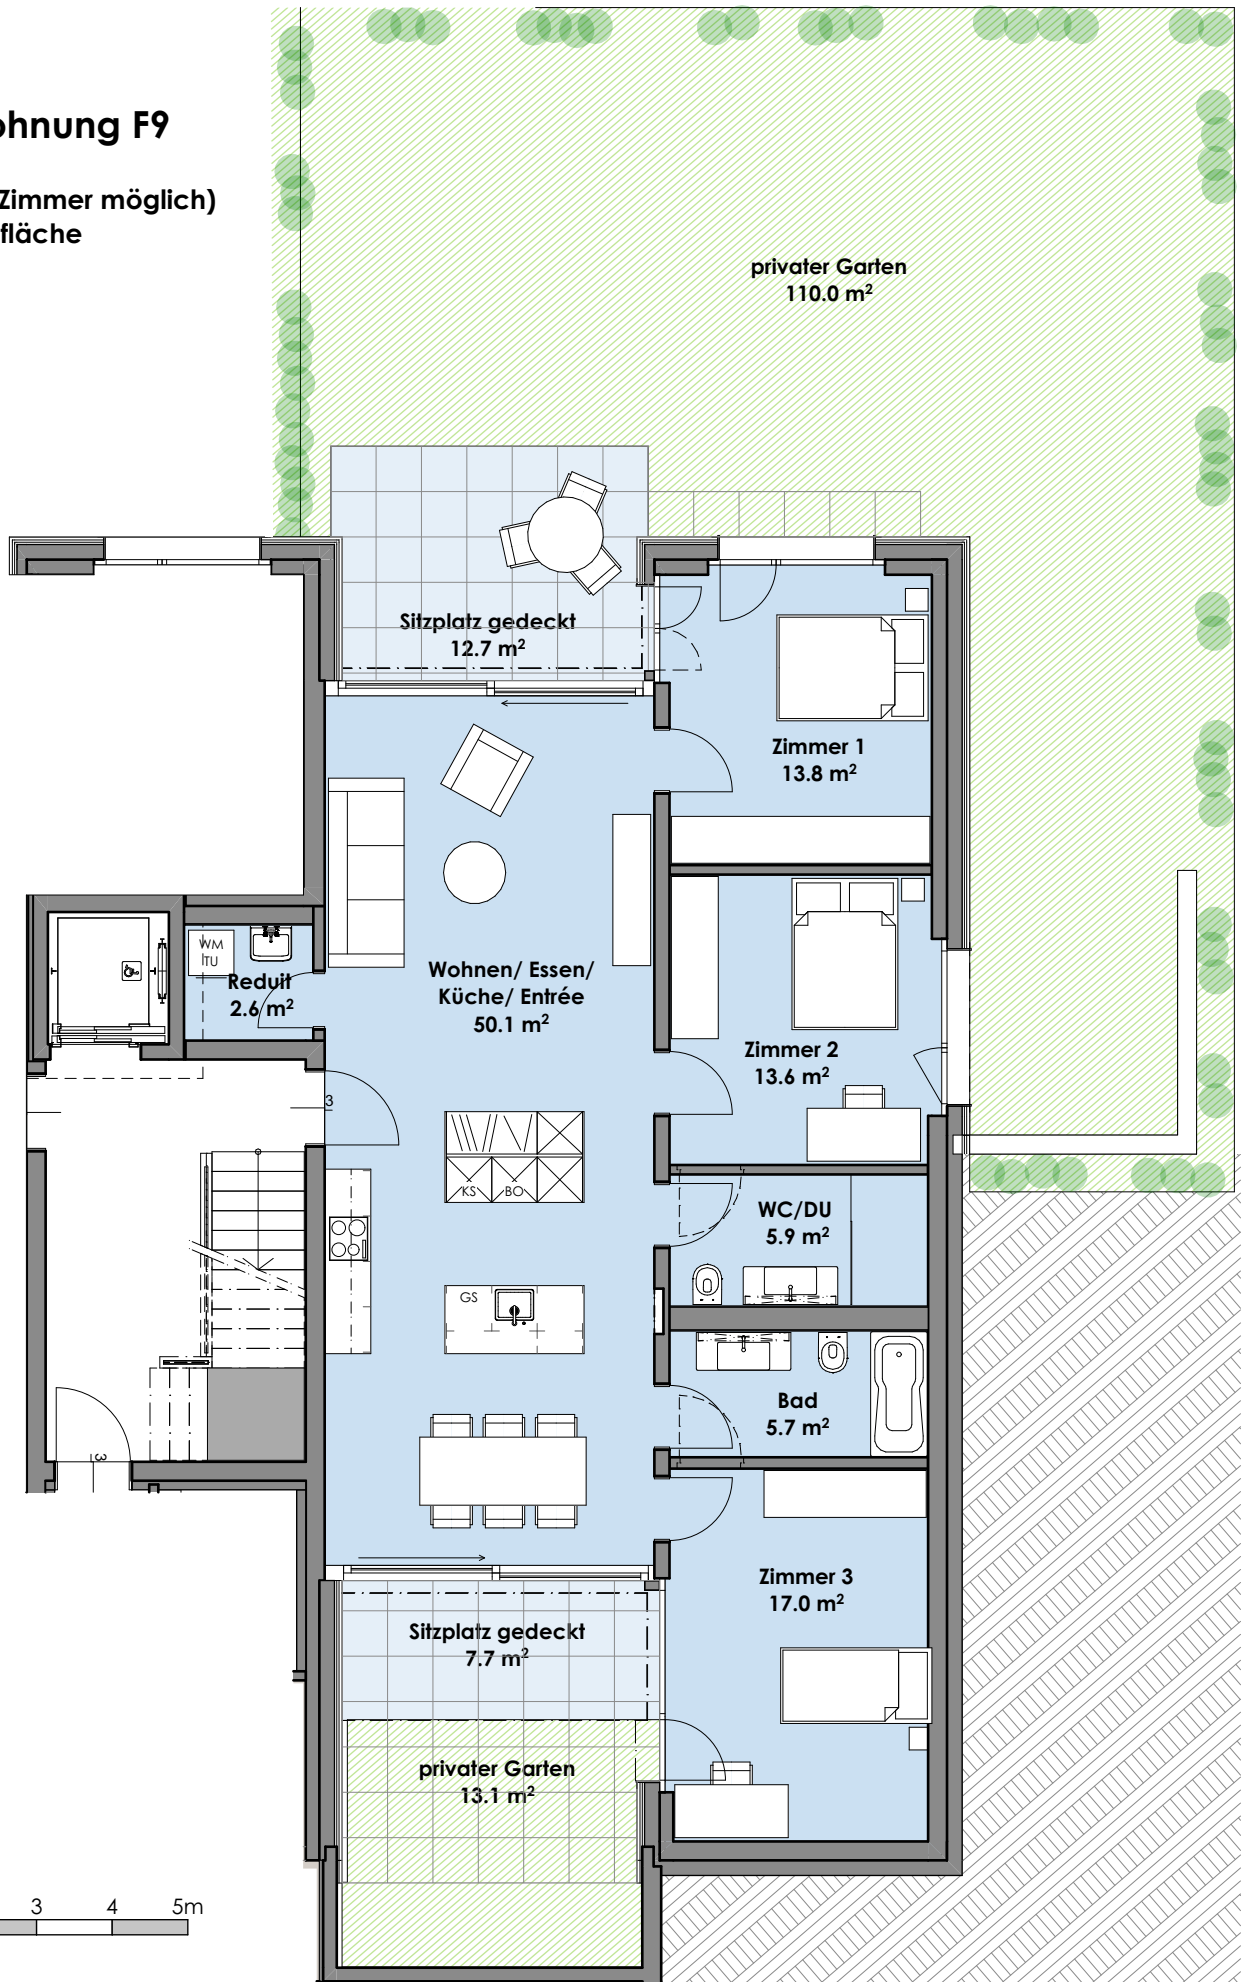 ohnung F9
Zimmer möglich)
fläche
privater Garten
110.0 m²
Sitzplatz gedeckt
12.7 m²
Zimmer 1
13.8 m²
WM
TU
Reduit
2.6 m²
Wohnen/ Essen/
Küche/ Entrée
50.1 m²
Zimmer 2
13.6 m²
3
KS
BO
WC/DU
5.9 m²
GS
Bad
5.7 m²
3
Zimmer 3
17.0 m²
Sitzplatz gedeckt
7.7 m²
privater Garten
13.1 m²
3 4 5m